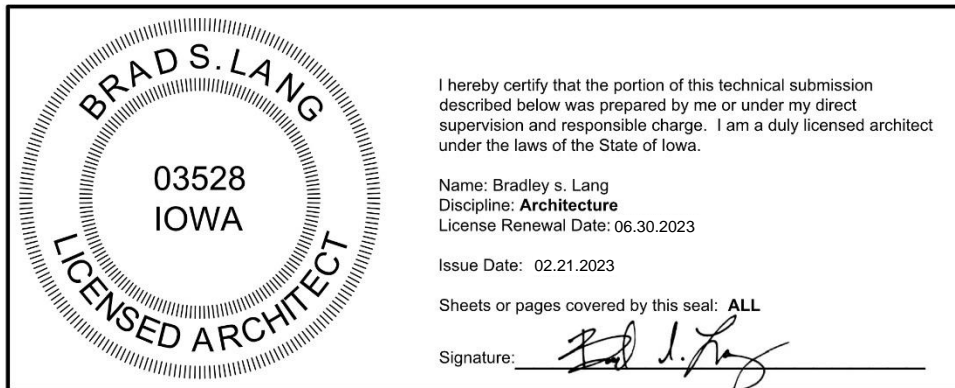 BRAD S. LANG
03528
IOWA
LICENSED ARCHITECT
I hereby certify that the portion of this technical submission
described below was prepared by me or under my direct
supervision and responsible charge. I am a duly licensed architect
under the laws of the State of Iowa.
Name: Bradley s. Lang
Discipline: Architecture
License Renewal Date: 06.30.2023
Issue Date: 02.21.2023
Sheets or pages covered by this seal: ALL
Signature: Brad S. Lang